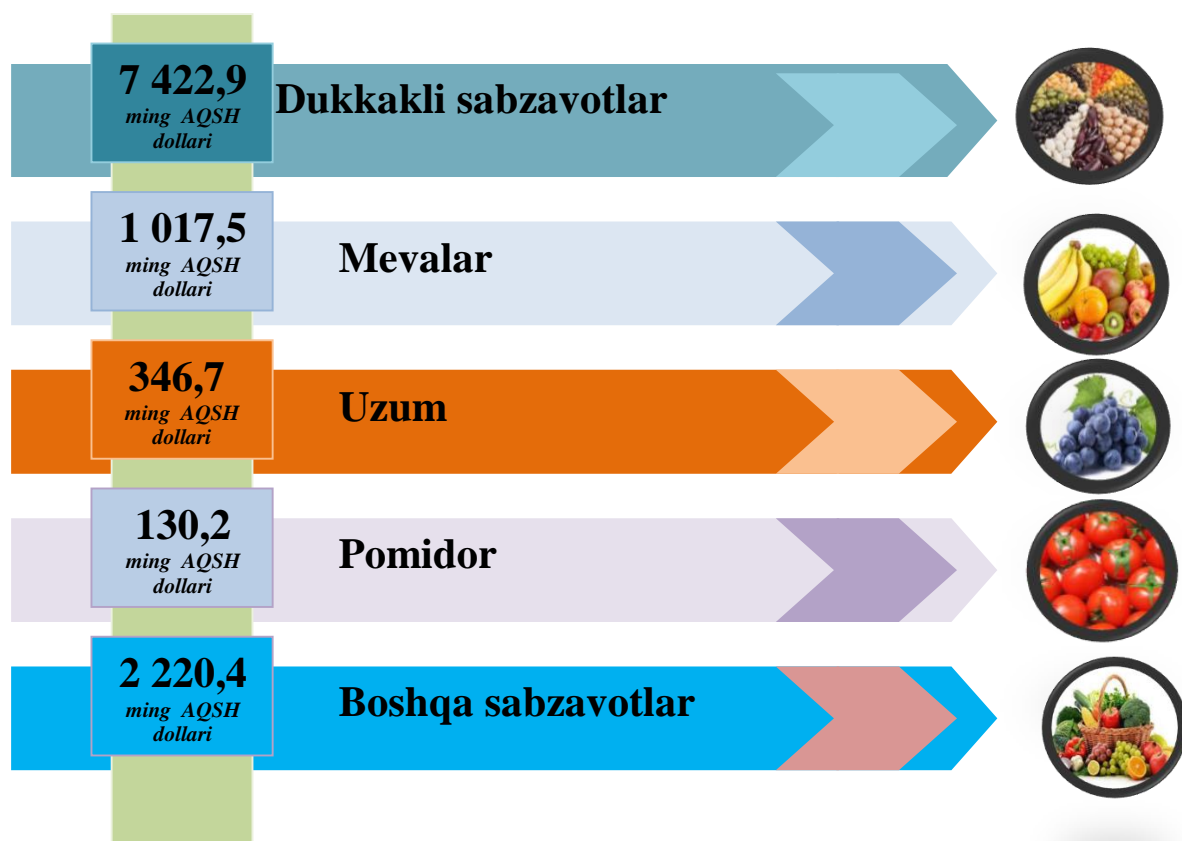 7 422,9
ming AQSH
dollari
Dukkakli sabzavotlar
1 017,5
ming AQSH
dollari
Mevalar
346,7
ming AQSH
dollari
Uzum
130,2
ming AQSH
dollari
Pomidor
2 220,4
ming AQSH
dollari
Boshqa sabzavotlar